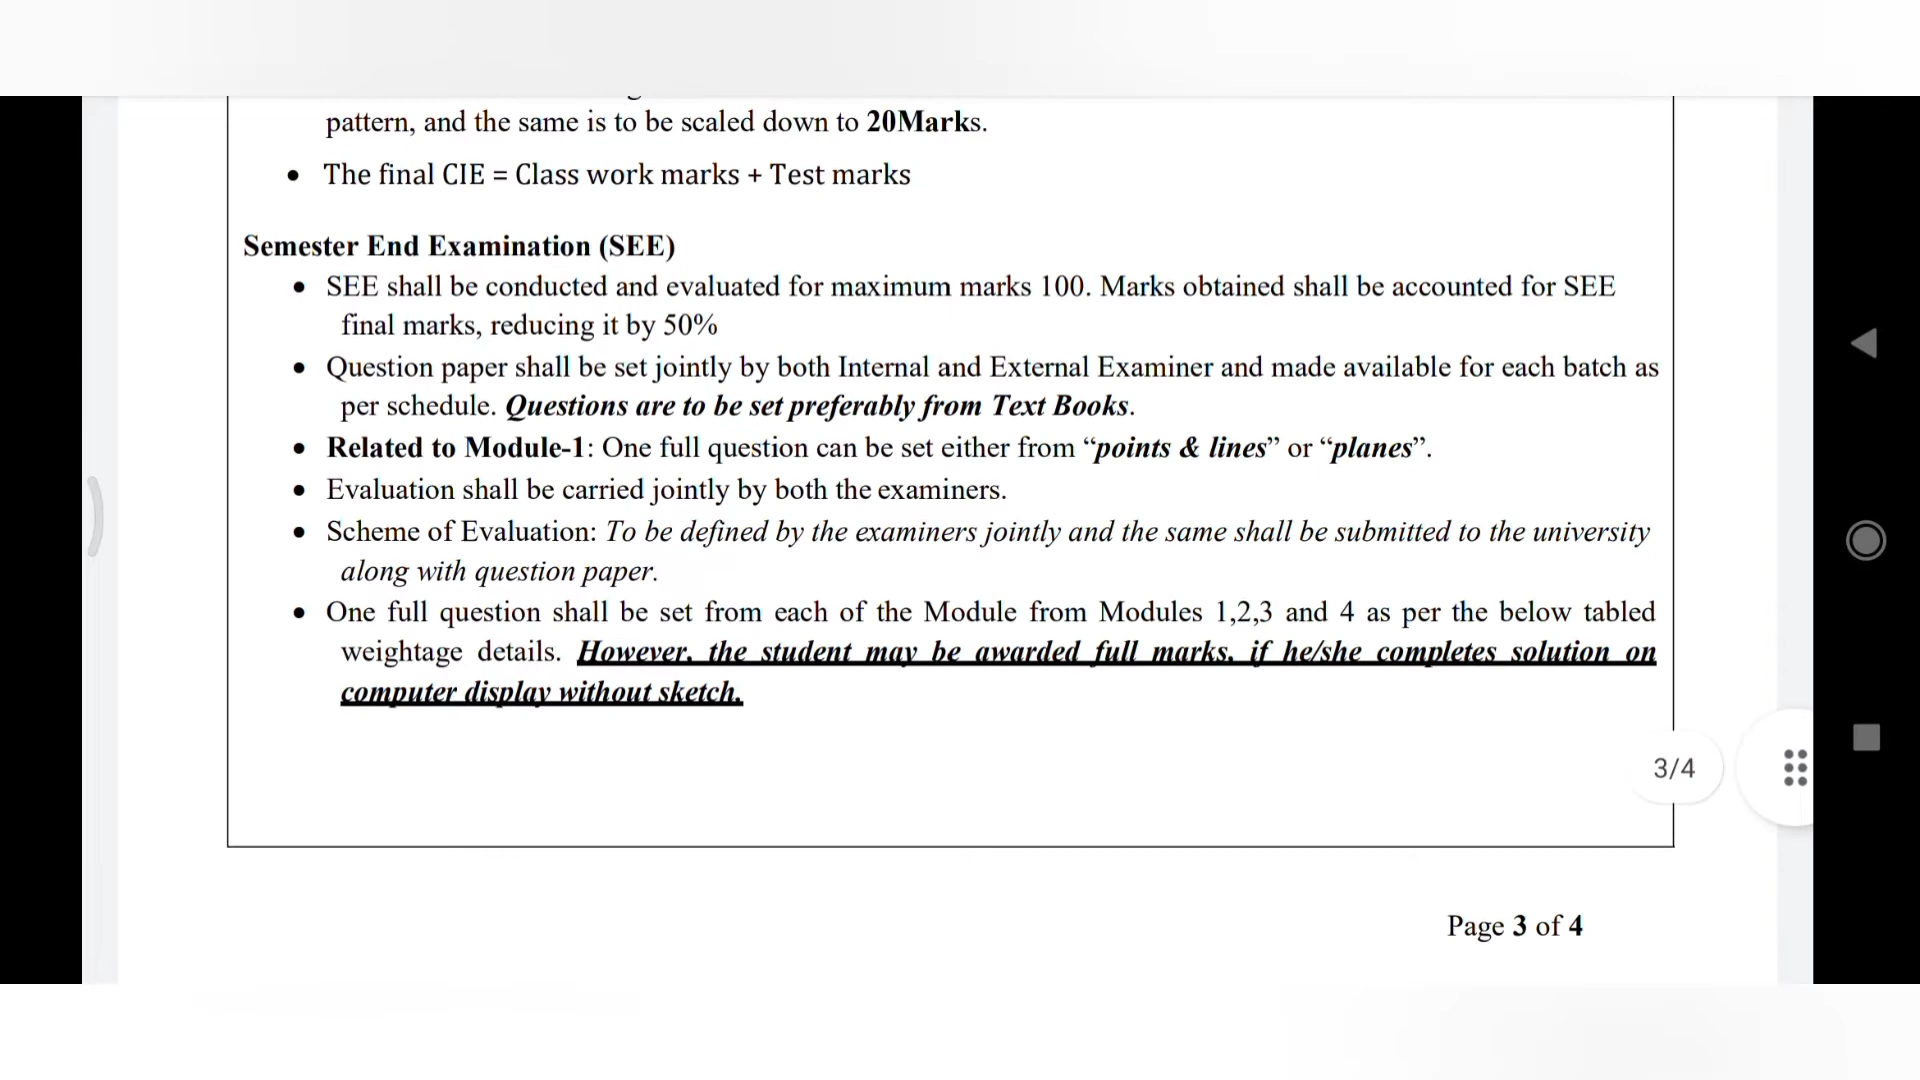 pattern, and the same is to be scaled down to 20Marks.
• The final CIE = Class work marks + Test marks
Semester End Examination (SEE)
• SEE shall be conducted and evaluated for maximum marks 100. Marks obtained shall be accounted for SEE
final marks, reducing it by 50%
• Question paper shall be set jointly by both Internal and External Examiner and made available for each batch as
per schedule. Questions are to be set preferably from Text Books.
• Related to Module-1: One full question can be set either from “points & lines” or “planes”.
• Evaluation shall be carried jointly by both the examiners.
• Scheme of Evaluation: To be defined by the examiners jointly and the same shall be submitted to the university
along with question paper.
• One full question shall be set from each of the Module from Modules 1,2,3 and 4 as per the below tabled
weightage details. However, the student may be awarded full marks, if he/she completes solution on
computer display without sketch.
3/4
Page 3 of 4